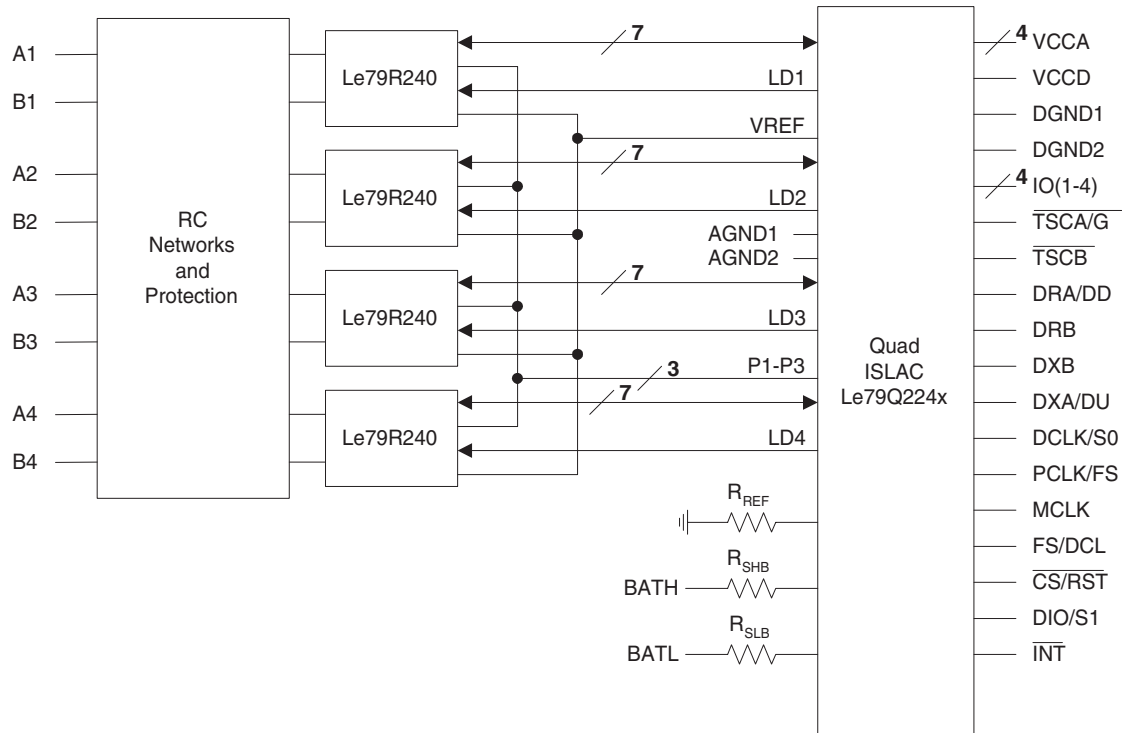 A1
B1
A2
B2
A3
B3
A4
B4
RC
Networks
and
Protection
Le79R240
Le79R240
Le79R240
Le79R240
7
LD1
VREF
7
LD2
AGND1
AGND2
7
LD3
P1-P3
3
7
LD4
RREF
BATH
RSHB
BATL
RSLB
Quad
ISLAC
Le79Q224x
4
VCCA
VCCD
DGND1
DGND2
4
IO(1-4)
TSCA/G
TSCB
DRA/DD
DRB
DXB
DXA/DU
DCLK/S0
PCLK/FS
MCLK
FS/DCL
CS/RST
DIO/S1
INT